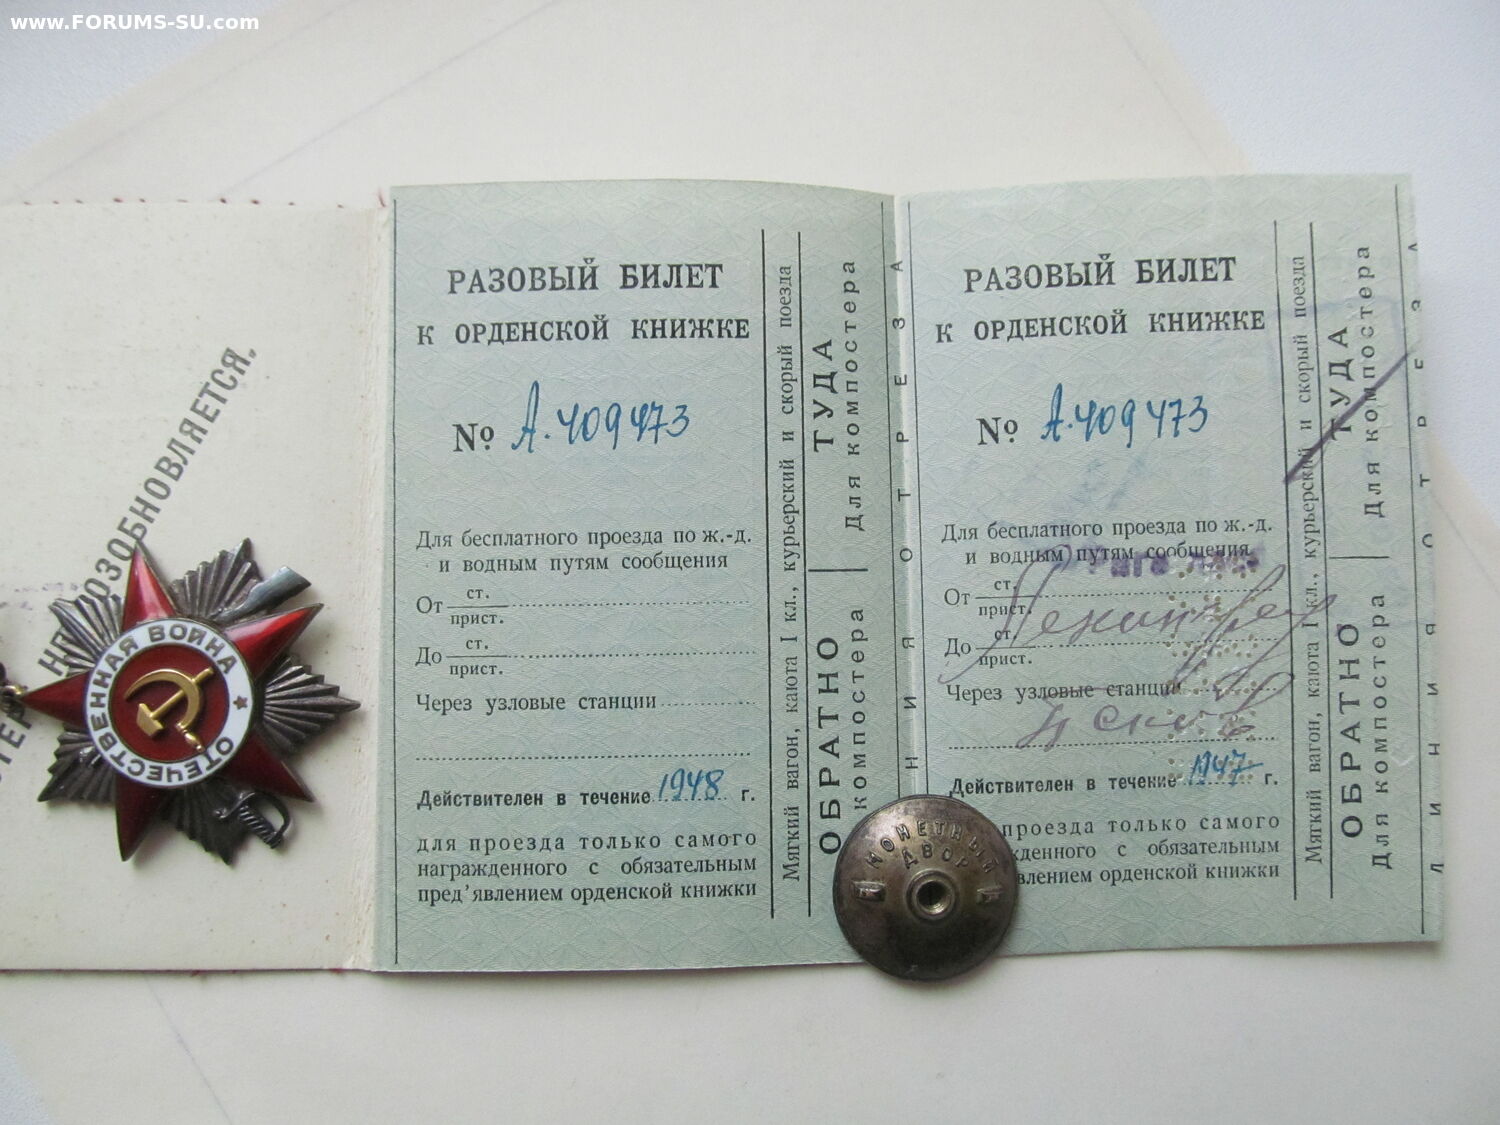 www.FORUMS-SU.com
ВОЗОБНОВЛЯЕТСЯ.
ОТЕЧЕСТВЕННАЯ ВОЙНА
РАЗОВЫЙ БИЛЕТ
К ОРДЕНСКОЙ КНИЖКЕ
№ А.409473
Для бесплатного проезда по ж.-д.
и водным путям сообщения
От ст.
прист.
До ст.
прист.
Через узловые станции
Действителен в течение 1948 г.
для проезда только самого
награжденного с обязательным
пред'явлением орденской книжки
Мягкий вагон, каюта I кл., курьерский и скорый поезда
ТУДА
Для компостера
ОБРАТНО
компостера
ЛИНИЯ ОТРЕЗА
РАЗОВЫЙ БИЛЕТ
К ОРДЕНСКОЙ КНИЖКЕ
№ А.409473
Для бесплатного проезда по ж.-д.
и водным путям сообщения
От ст.
прист.
До ст.
прист.
Через узловые станции
Действителен в течение 1947 г.
проезда только самого
жденного с обязательным
влением орденской книжки
Мягкий вагон, каюта I кл., курьерский и скорый поезда
ТУДА
Для компостера
ОБРАТНО
Для компостера
ЛИНИЯ ОТРЕЗА
МОНЕТНЫЙ
ДВОР